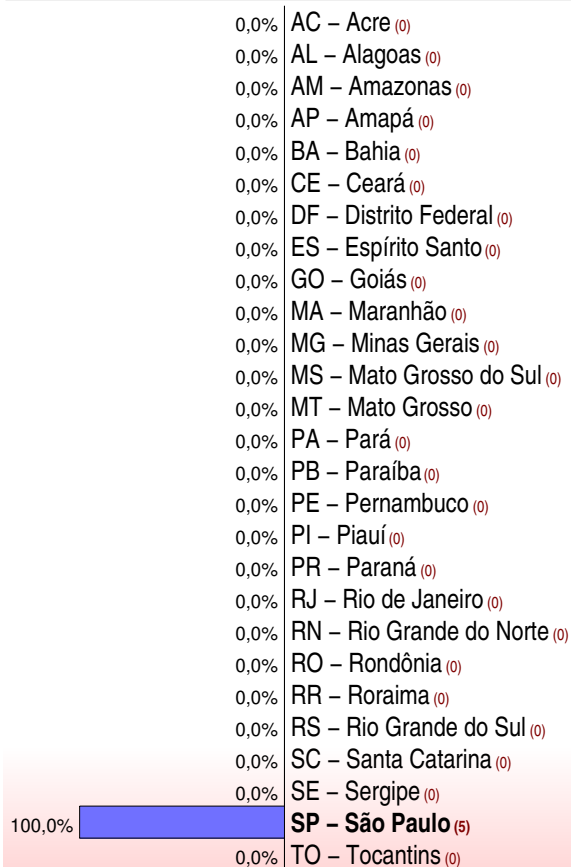 0,0% AC – Acre (0)
0,0% AL – Alagoas (0)
0,0% AM – Amazonas (0)
0,0% AP – Amapá (0)
0,0% BA – Bahia (0)
0,0% CE – Ceará (0)
0,0% DF – Distrito Federal (0)
0,0% ES – Espírito Santo (0)
0,0% GO – Goiás (0)
0,0% MA – Maranhão (0)
0,0% MG – Minas Gerais (0)
0,0% MS – Mato Grosso do Sul (0)
0,0% MT – Mato Grosso (0)
0,0% PA – Pará (0)
0,0% PB – Paraíba (0)
0,0% PE – Pernambuco (0)
0,0% PI – Piauí (0)
0,0% PR – Paraná (0)
0,0% RJ – Rio de Janeiro (0)
0,0% RN – Rio Grande do Norte (0)
0,0% RO – Rondônia (0)
0,0% RR – Roraima (0)
0,0% RS – Rio Grande do Sul (0)
0,0% SC – Santa Catarina (0)
0,0% SE – Sergipe (0)
100,0% SP – São Paulo (5)
0,0% TO – Tocantins (0)